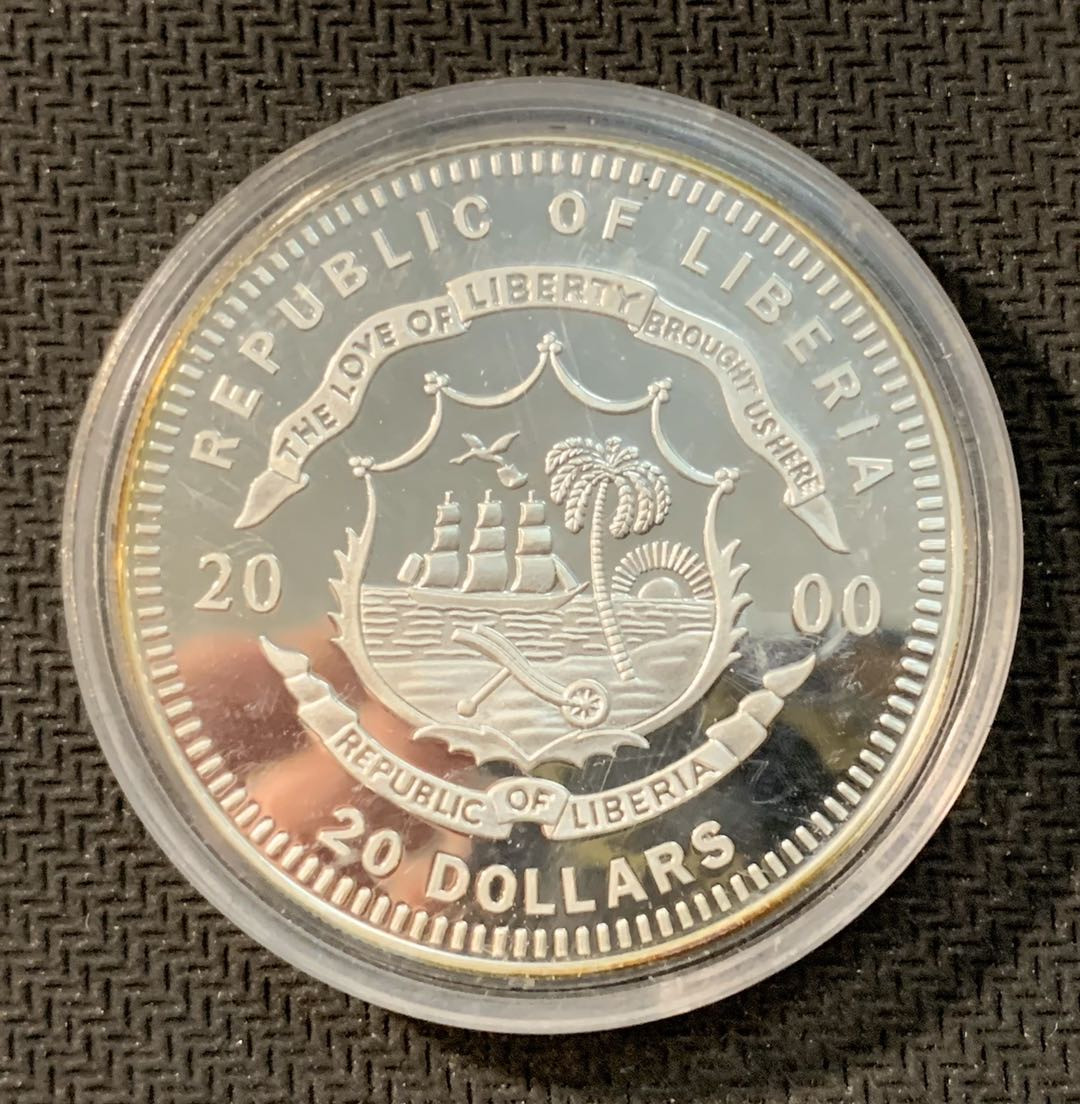 REPUBLIC OF LIBERIA
THE LOVE OF LIBERTY BROUGHT US HERE
20 00
REPUBLIC OF LIBERIA
20 DOLLARS